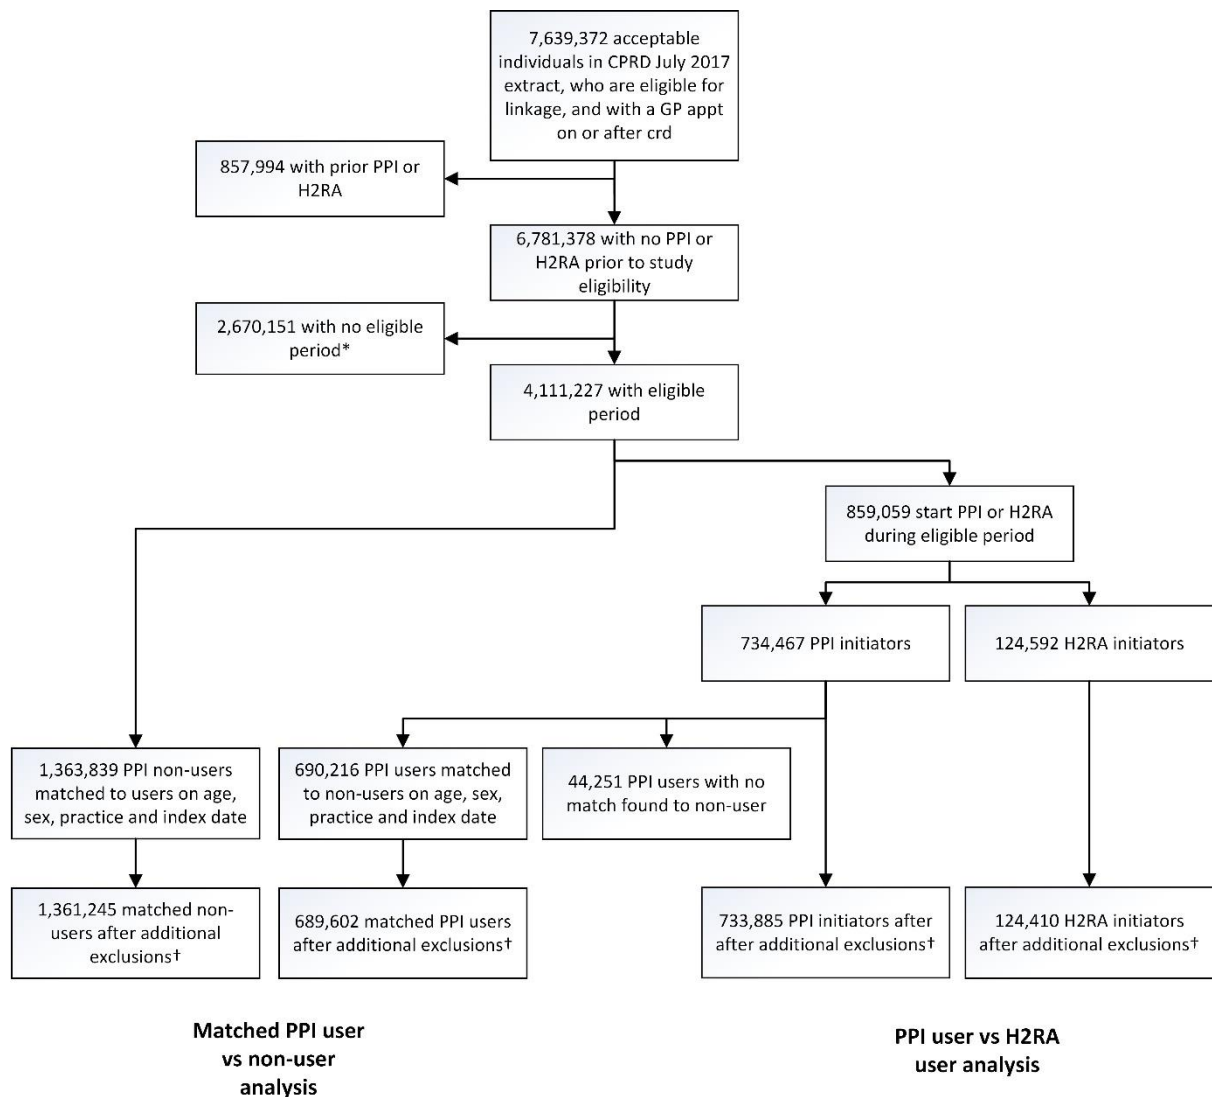 7,639,372 acceptable
individuals in CPRD July 2017
extract, who are eligible for
linkage, and with a GP appt
on or after crd
857,994 with prior PPI or
H2RA
6,781,378 with no PPI or
H2RA prior to study
eligibility
2,670,151 with no eligible
period*
4,111,227 with eligible
period
859,059 start PPI or H2RA
during eligible period
734,467 PPI initiators
124,592 H2RA initiators
1,363,839 PPI non-users
matched to users on age,
sex, practice and index date
690,216 PPI users matched
to non-users on age, sex,
practice and index date
44,251 PPI users with no
match found to non-user
1,361,245 matched non-
users after additional
exclusions†
689,602 matched PPI users
after additional exclusions†
733,885 PPI initiators after
after additional exclusions†
124,410 H2RA initiators
after additional exclusions†
Matched PPI user
vs non-user
analysis
PPI user vs H2RA
user analysis